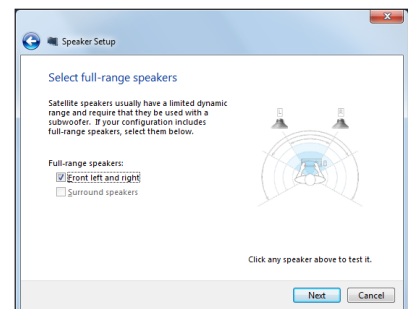 Speaker Setup
Select full-range speakers
Satellite speakers usually have a limited dynamic
range and require that they be used with a
subwoofer. If your configuration includes
full-range speakers, select them below.
Full-range speakers:
Front left and right
Surround speakers
L R
Click any speaker above to test it.
Next Cancel